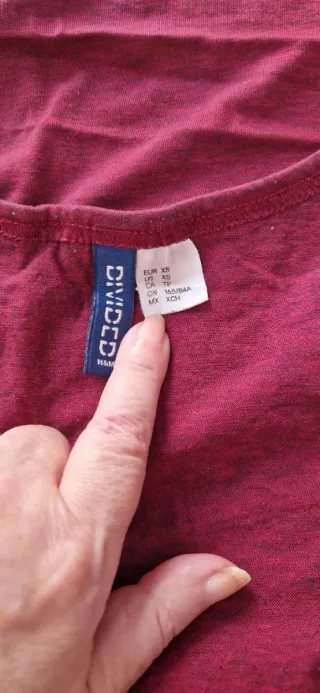 DIVIDED
H&M
EUR XS
US XS
CA TP
CN 165/84A
MX XCH